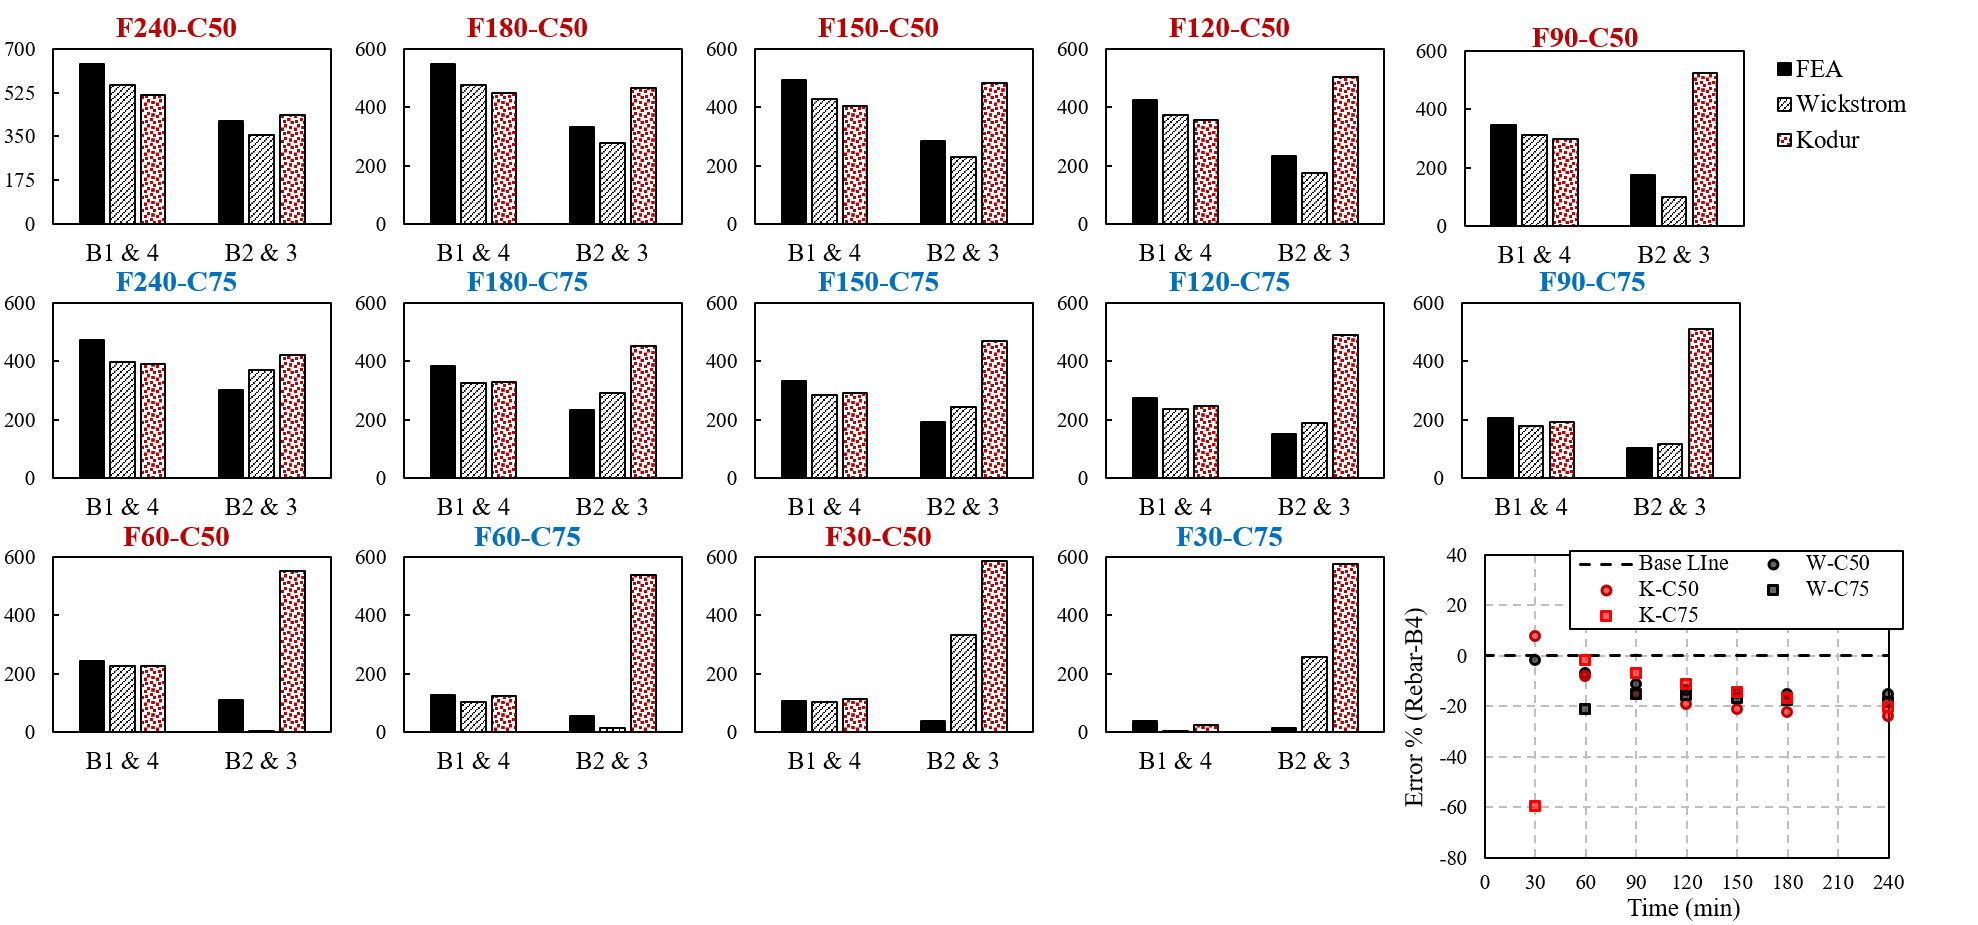 F240-C50
700
525
350
175
0
B1 & 4
B2 & 3
F180-C50
600
400
200
0
B1 & 4
B2 & 3
F150-C50
600
400
200
0
B1 & 4
B2 & 3
F120-C50
600
400
200
0
B1 & 4
B2 & 3
F90-C50
600
400
200
0
B1 & 4
B2 & 3
FEA
Wickstrom
Kodur
F240-C75
600
400
200
0
B1 & 4
B2 & 3
F180-C75
600
400
200
0
B1 & 4
B2 & 3
F150-C75
600
400
200
0
B1 & 4
B2 & 3
F120-C75
600
400
200
0
B1 & 4
B2 & 3
F90-C75
600
400
200
0
B1 & 4
B2 & 3
F60-C50
600
400
200
0
B1 & 4
B2 & 3
F60-C75
600
400
200
0
B1 & 4
B2 & 3
F30-C50
600
400
200
0
B1 & 4
B2 & 3
F30-C75
600
400
200
0
B1 & 4
B2 & 3
Base LIne
W-C50
K-C50
W-C75
K-C75
Error % (Rebar-B4)
40
20
0
-20
-40
-60
-80
0
30
60
90
120
150
180
210
240
Time (min)